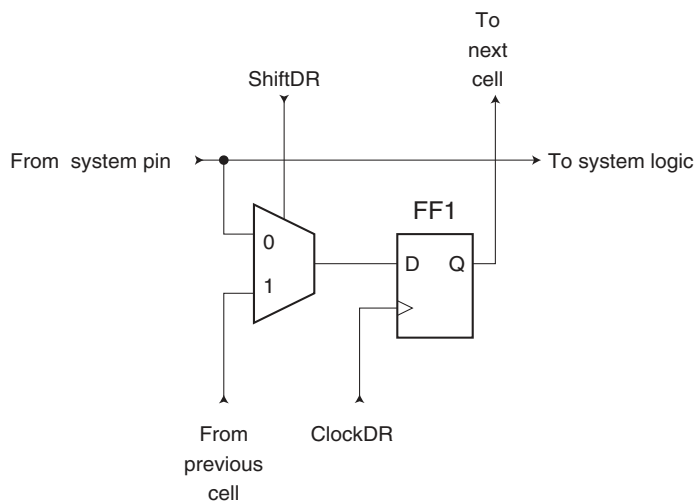 To
next
cell
ShiftDR
From system pin
To system logic
FF1
0
D Q
1
From
previous
cell
ClockDR